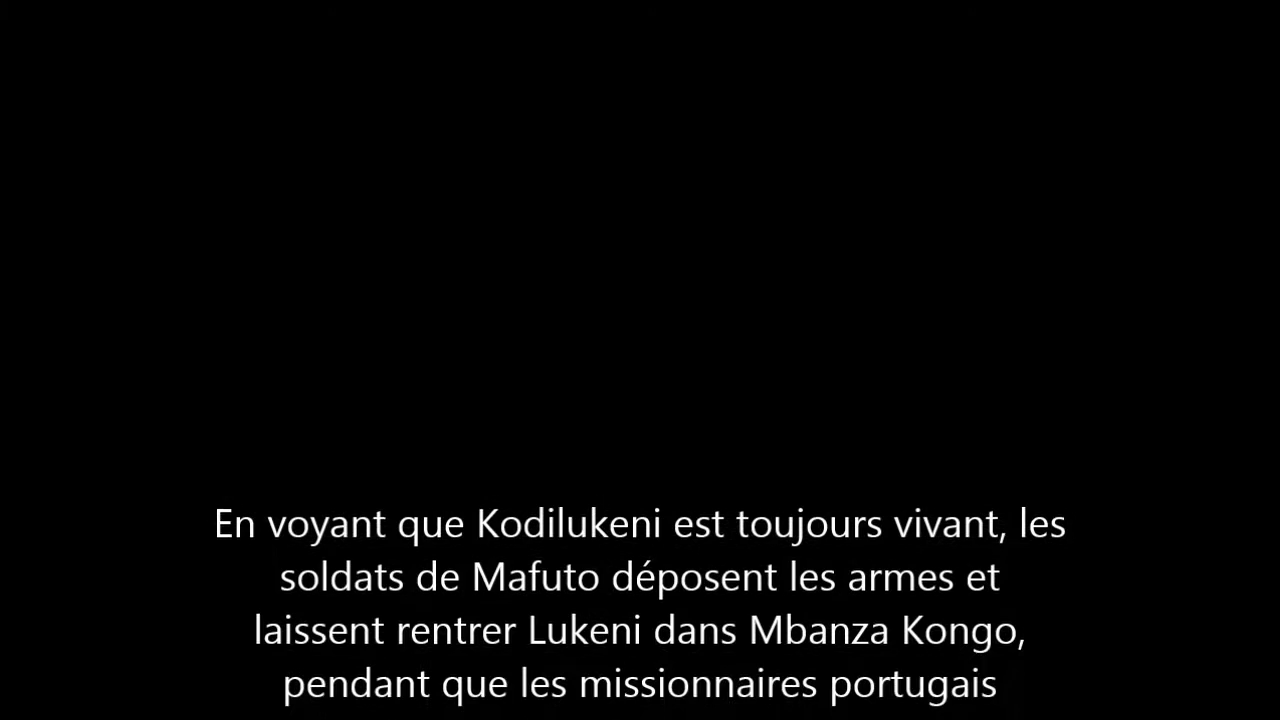 En voyant que Kodilukeni est toujours vivant, les
soldats de Mafuto déposent les armes et
laissent rentrer Lukeni dans Mbanza Kongo,
pendant que les missionnaires portugais